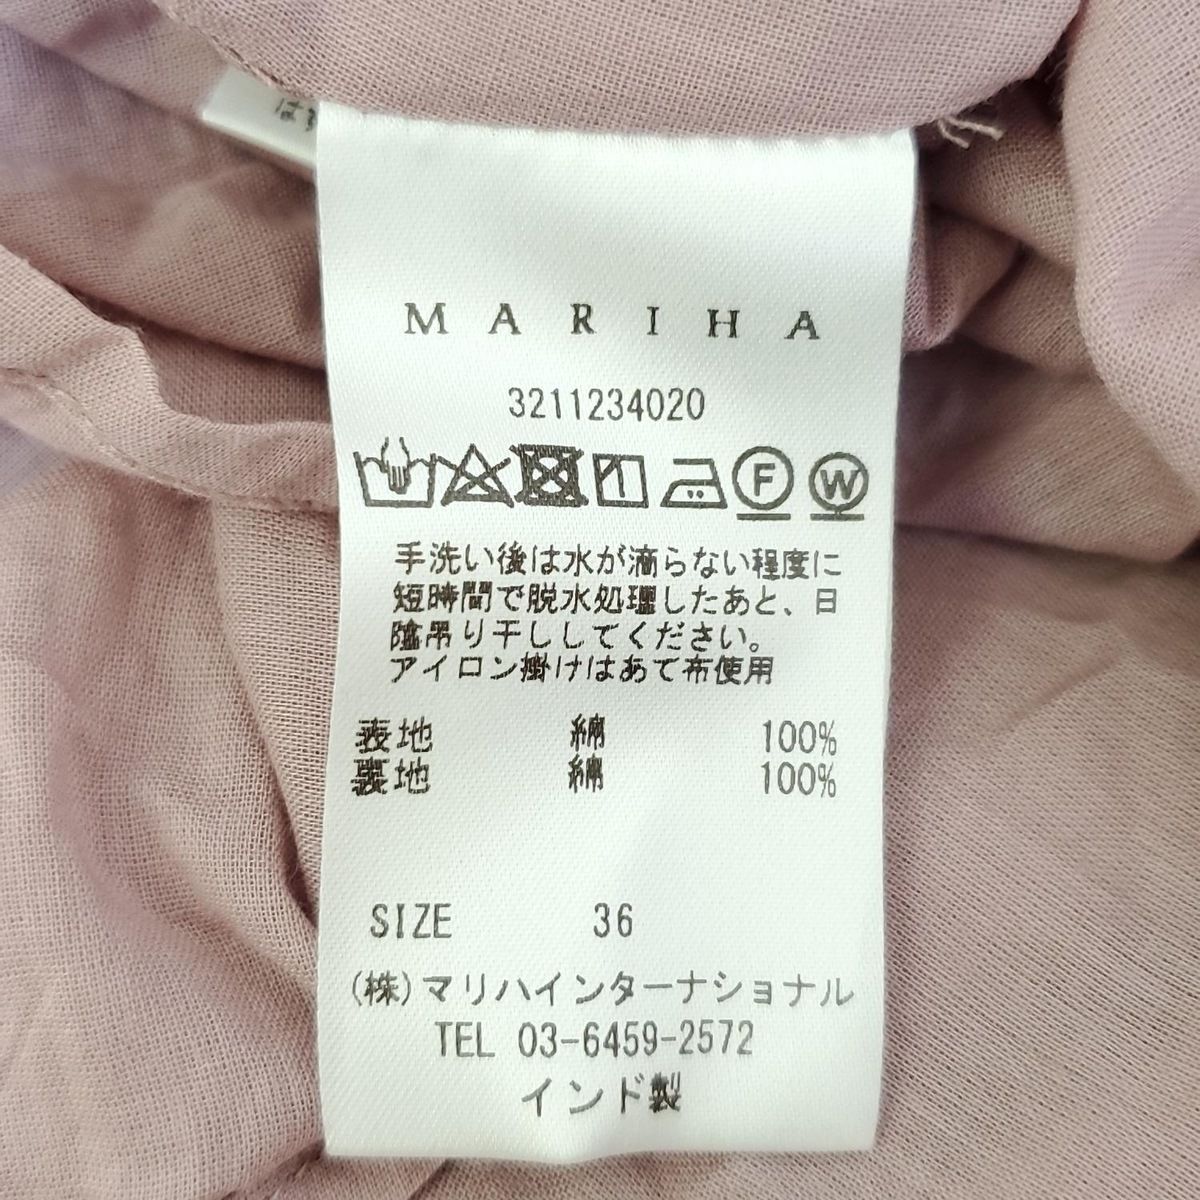 は
MARIHA
3211234020
F W
手洗い後は水が滴らない程度に
短時間で脱水処理したあと、日
陰吊り干ししてください。
アイロン掛けはあて布使用
表地 綿 100%
裏地 綿 100%
SIZE 36
(株)マリハインターナショナル
TEL 03-6459-2572
インド製